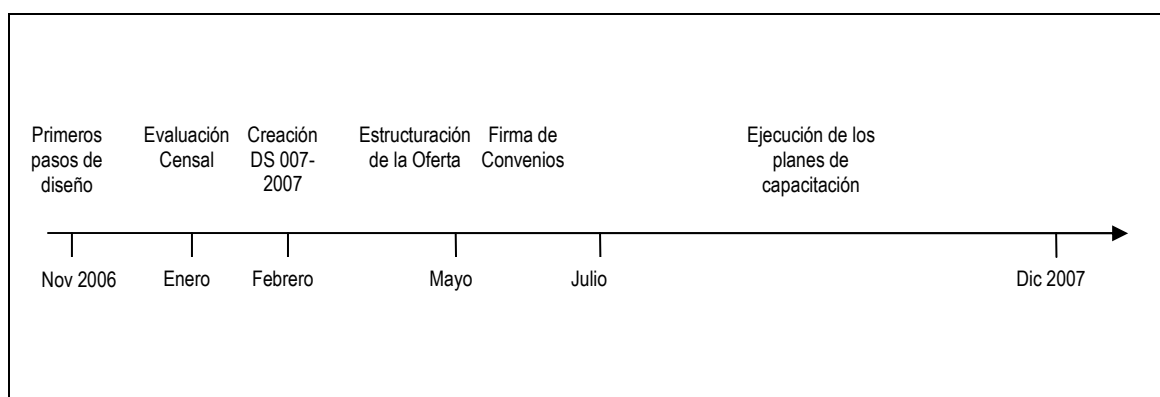 Primeros
pasos de
diseño
Evaluación
Censal
Creación
DS 007-
2007
Estructuración
de la Oferta
Firma de
Convenios
Ejecución de los
planes de
capacitación
Nov 2006
Enero
Febrero
Mayo
Julio
Dic 2007